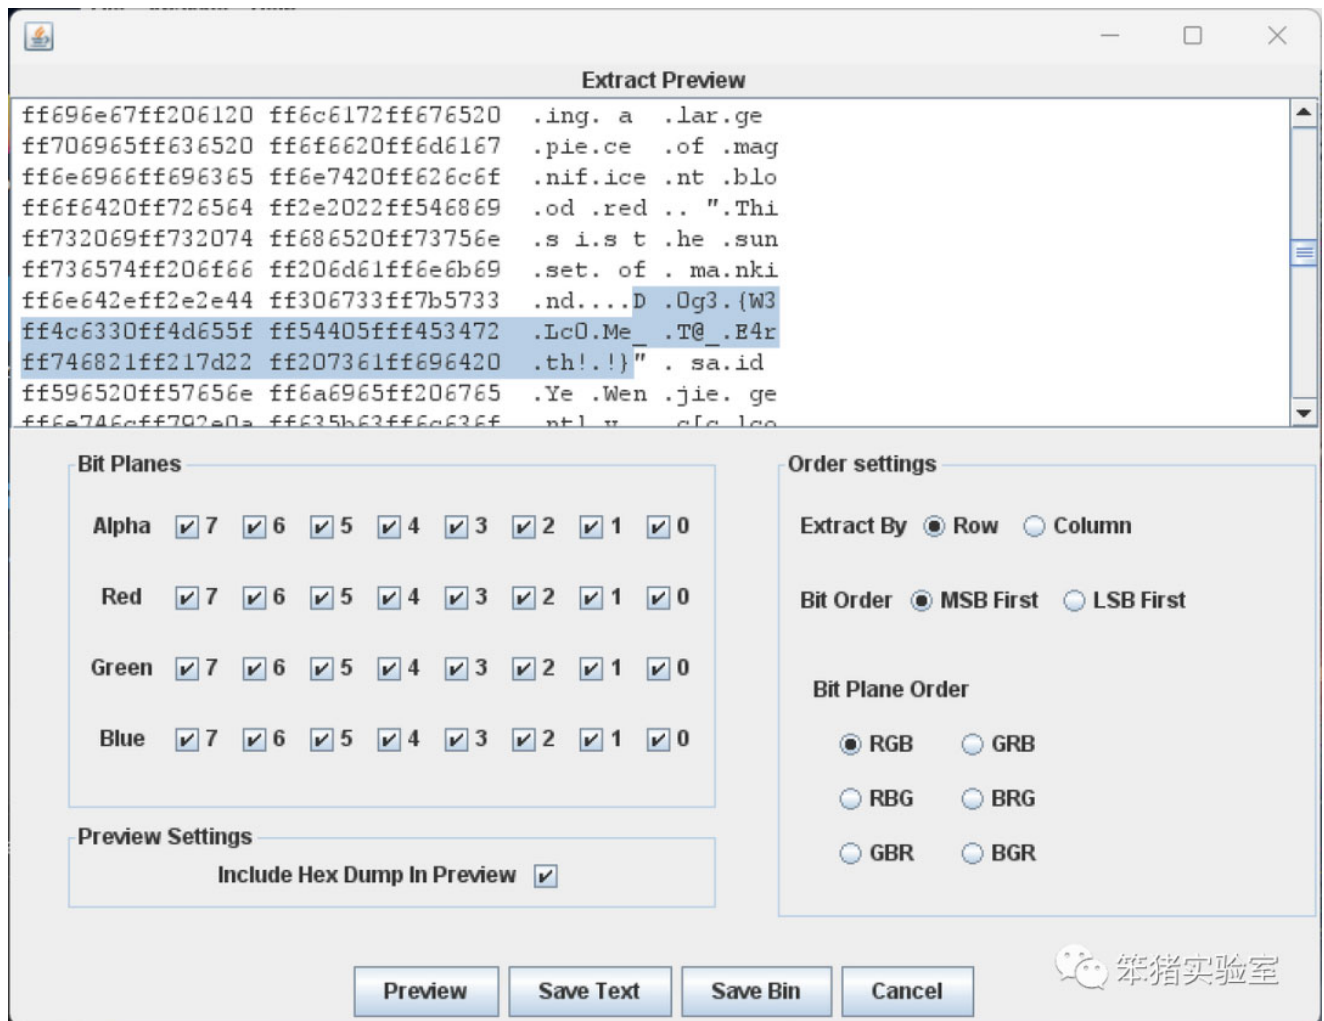 Extract Preview
ff696e67ff206120 ff6c6172ff676520 .ing. a .lar.ge
ff706965ff636520 ff6f6620ff6d6167 .pie.ce .of .mag
ff6e6966ff696365 ff6e7420ff626c6f .nif.ice .nt .blo
ff6f6420ff726564 ff2e2022ff546869 .od .red .. ".Thi
ff732069ff732074 ff686520ff73756e .s i.s t .he .sun
ff736574ff206f66 ff206d61ff6e6b69 .set. of . ma.nki
ff6e642eff2e2e44 ff306733ff7b5733 .nd....D .0g3.{W3
ff4c6330ff4d655f ff54405fff453472 .Lc0.Me_ .T@_.E4r
ff746821ff217d22 ff207361ff696420 .th!.!}" . sa.id
ff596520ff57656e ff6a6965ff206765 .Ye .Wen .jie. ge
ff6e746cff792e0a ff635b63ff6c636f .ntl.y.. .c[c.lco
Bit Planes
Alpha 7 6 5 4 3 2 1 0
Red 7 6 5 4 3 2 1 0
Green 7 6 5 4 3 2 1 0
Blue 7 6 5 4 3 2 1 0
Order settings
Extract By Row Column
Bit Order MSB First LSB First
Bit Plane Order
RGB GRB
RBG BRG
GBR BGR
Preview Settings
Include Hex Dump In Preview
Preview Save Text Save Bin Cancel
笨猪实验室